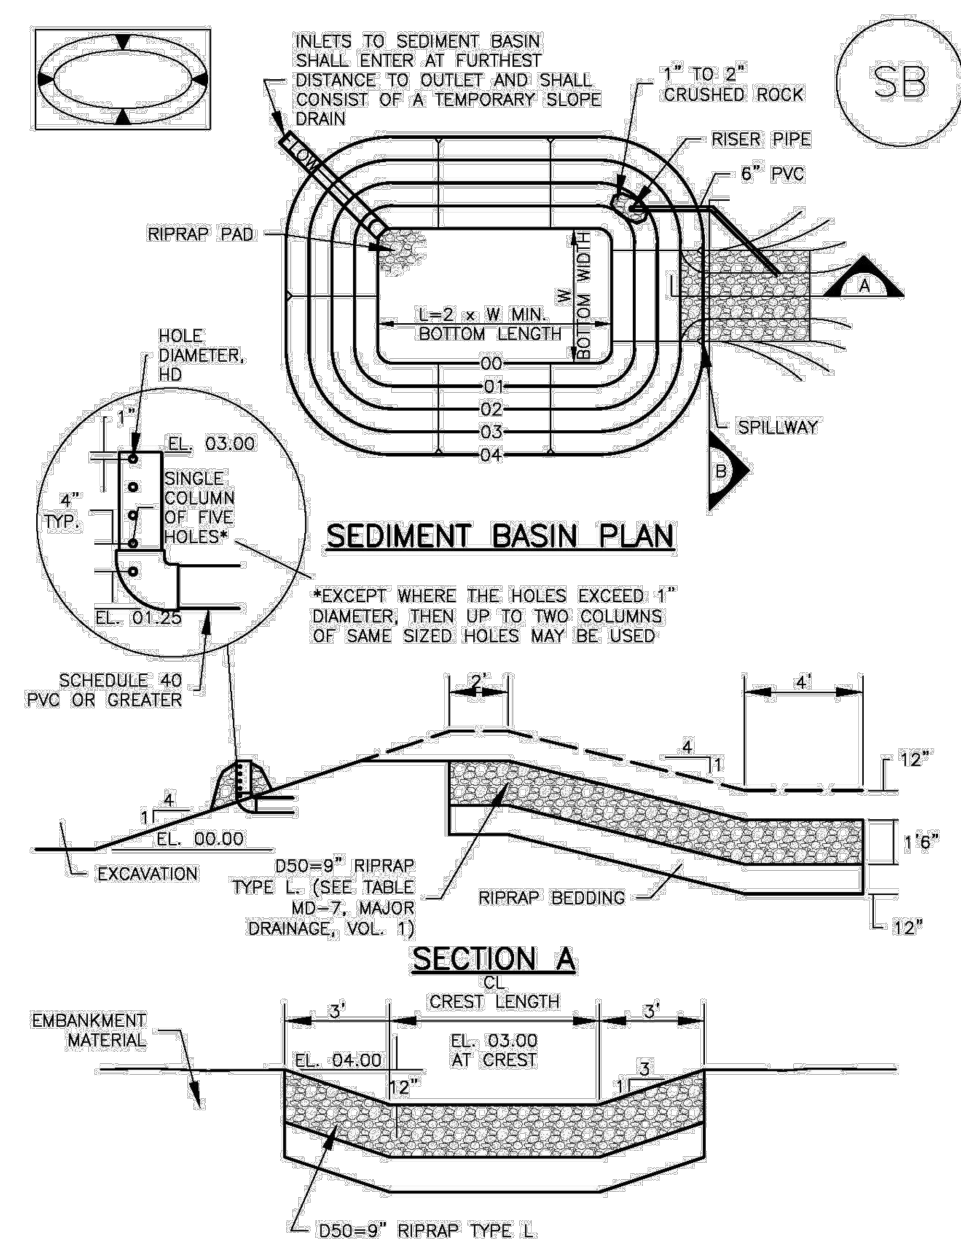 INLETS TO SEDIMENT BASIN
SHALL ENTER AT FURTHEST
DISTANCE TO OUTLET AND SHALL
CONSIST OF A TEMPORARY SLOPE
DRAIN
1" TO 2"
CRUSHED ROCK
SB
RISER PIPE
6" PVC
FLOW
RIPRAP PAD
A
W
BOTTOM WIDTH
L=2 x W MIN.
BOTTOM LENGTH
00
01
02
03
04
SPILLWAY
B
HOLE
DIAMETER,
HD
1"
EL. 03.00
4"
TYP.
SINGLE
COLUMN
OF FIVE
HOLES*
EL. 01.25
SEDIMENT BASIN PLAN
*EXCEPT WHERE THE HOLES EXCEED 1"
DIAMETER, THEN UP TO TWO COLUMNS
OF SAME SIZED HOLES MAY BE USED
SCHEDULE 40
PVC OR GREATER
2'
4'
4
1
12"
4
1
EL. 00.00
EXCAVATION
1'6"
D50=9" RIPRAP
TYPE L. (SEE TABLE
MD-7, MAJOR
DRAINAGE, VOL. 1)
RIPRAP BEDDING
12"
SECTION A
CL
CREST LENGTH
3'
3'
EMBANKMENT
MATERIAL
EL. 04.00
EL. 03.00
AT CREST
12"
3
1
D50=9" RIPRAP TYPE L